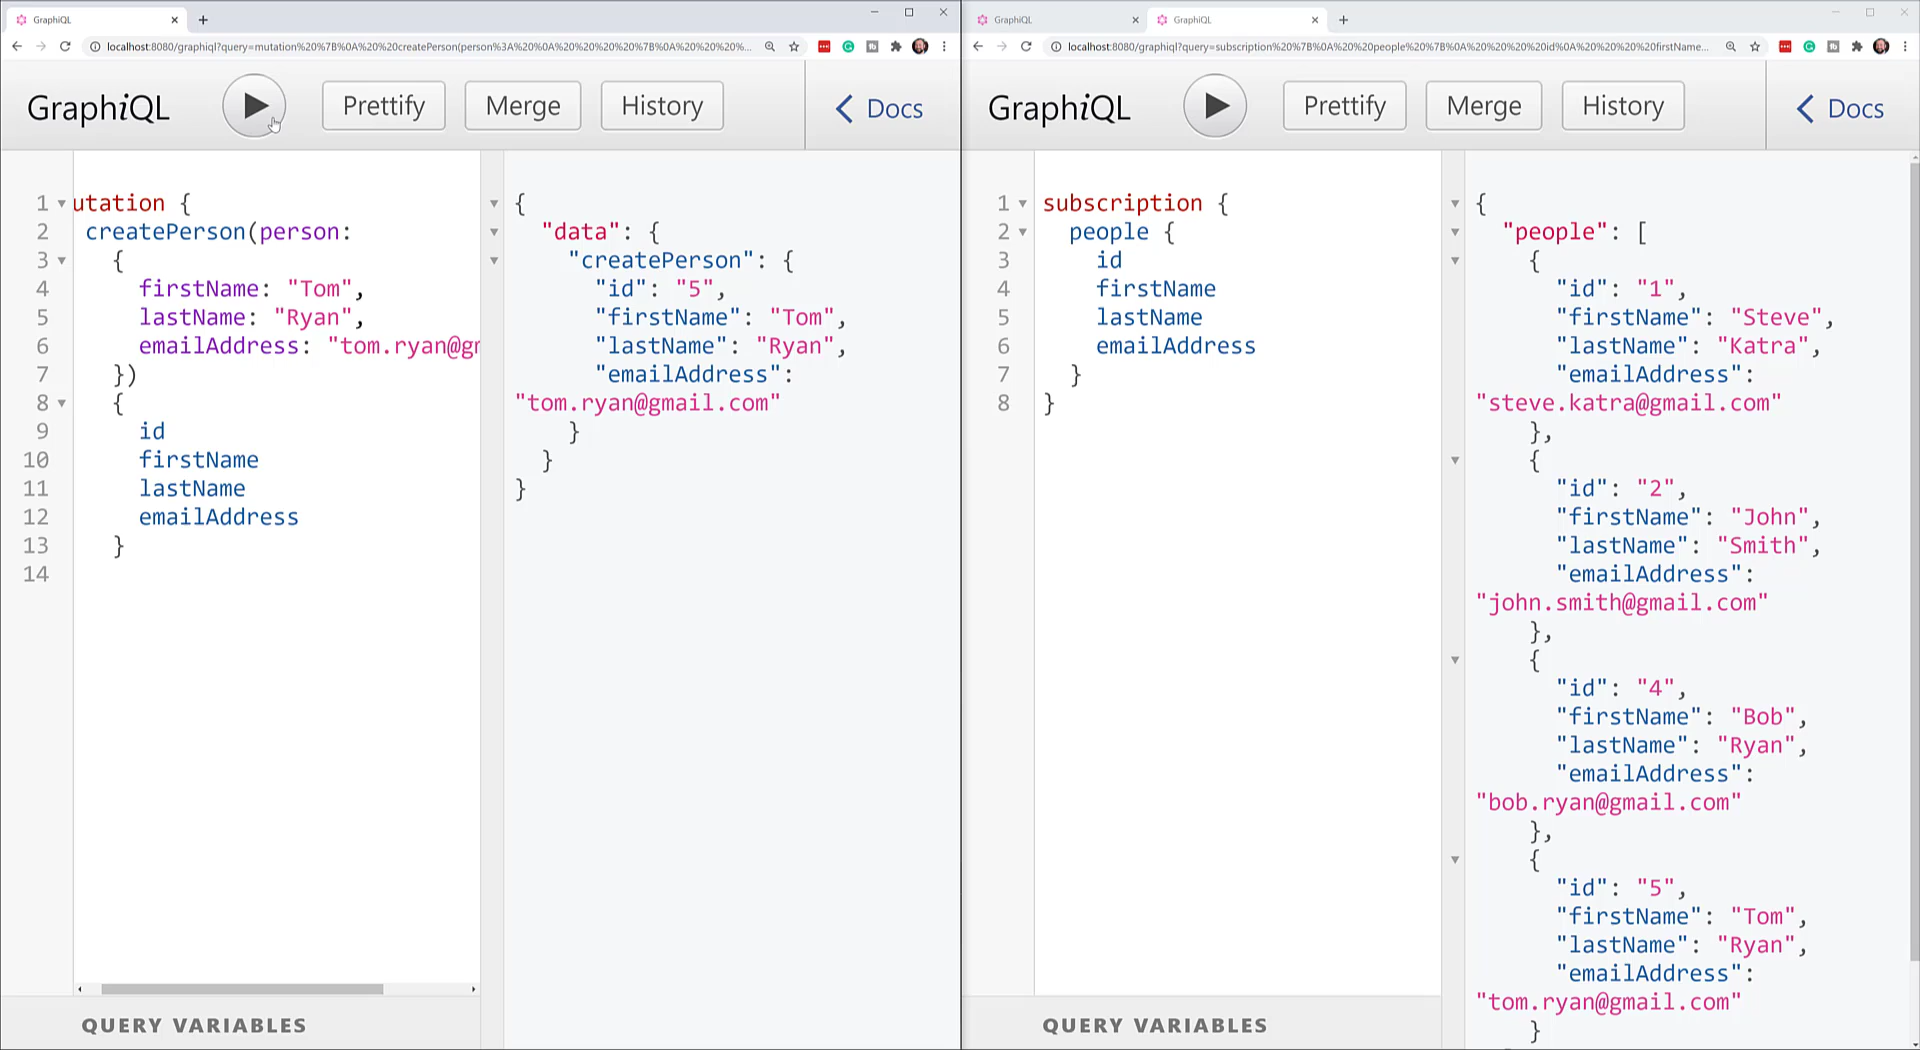 GraphiQL
localhost:8080/graphiql?query=mutation%20%7B%0A%20%20createPerson(person%3A%20%0A%20%20%20%20%7B%0A%20%20%20%20%...
GraphiQL
Prettify
Merge
History
Docs
1 utation {
2 createPerson(person:
3 {
4 firstName: "Tom",
5 lastName: "Ryan",
6 emailAddress: "tom.ryan@gm
7 })
8 {
9 id
10 firstName
11 lastName
12 emailAddress
13 }
14
{
"data": {
"createPerson": {
"id": "5",
"firstName": "Tom",
"lastName": "Ryan",
"emailAddress":
"tom.ryan@gmail.com"
}
}
}
QUERY VARIABLES
GraphiQL
GraphiQL
localhost:8080/graphiql?query=subscription%20%7B%0A%20%20people%20%7B%0A%20%20%20%20id%0A%20%20%20%20firstName...
GraphiQL
Prettify
Merge
History
Docs
1 subscription {
2 people {
3 id
4 firstName
5 lastName
6 emailAddress
7 }
8 }
{
"people": [
{
"id": "1",
"firstName": "Steve",
"lastName": "Katra",
"emailAddress":
"steve.katra@gmail.com"
},
{
"id": "2",
"firstName": "John",
"lastName": "Smith",
"emailAddress":
"john.smith@gmail.com"
},
{
"id": "4",
"firstName": "Bob",
"lastName": "Ryan",
"emailAddress":
"bob.ryan@gmail.com"
},
{
"id": "5",
"firstName": "Tom",
"lastName": "Ryan",
"emailAddress":
"tom.ryan@gmail.com"
}
QUERY VARIABLES